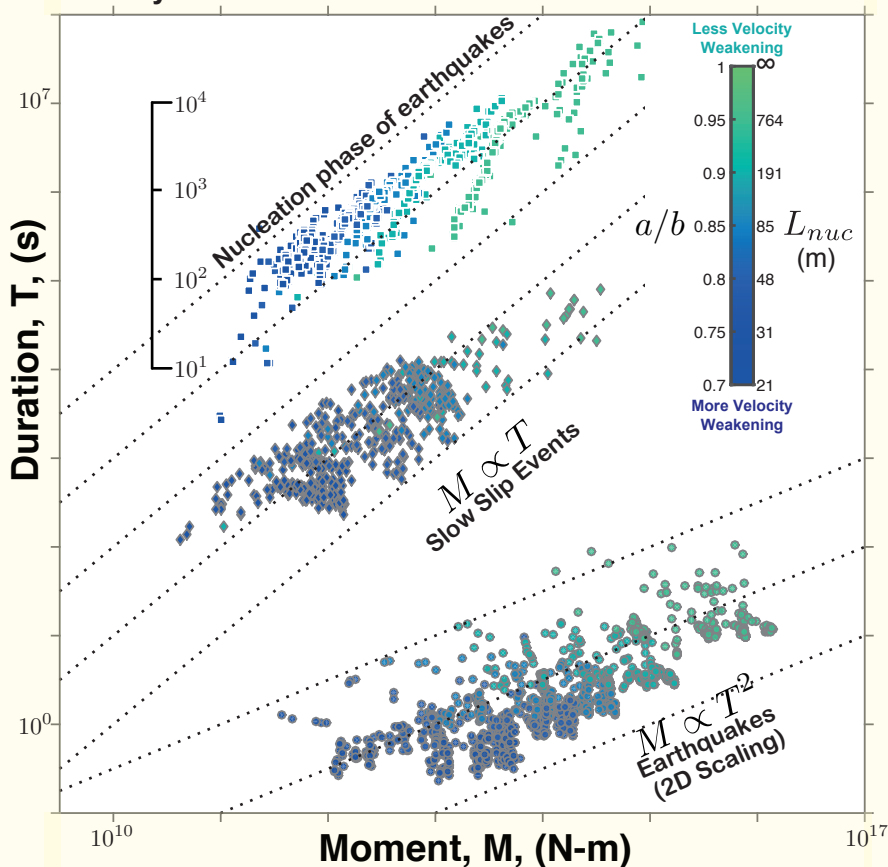 Nucleation phase of earthquakes
Less Velocity
Weakening
1 ∞
0.95 764
0.9 191
a/b 0.85 85 L_{nuc}
(m)
0.8 48
0.75 31
0.7 21
More Velocity
Weakening
10^7
10^4
10^3
10^2
10^1
Duration, T, (s)
M ∝ T
Slow Slip Events
10^0
M ∝ T^2
Earthquakes
(2D Scaling)
10^{10}
10^{17}
Moment, M, (N-m)